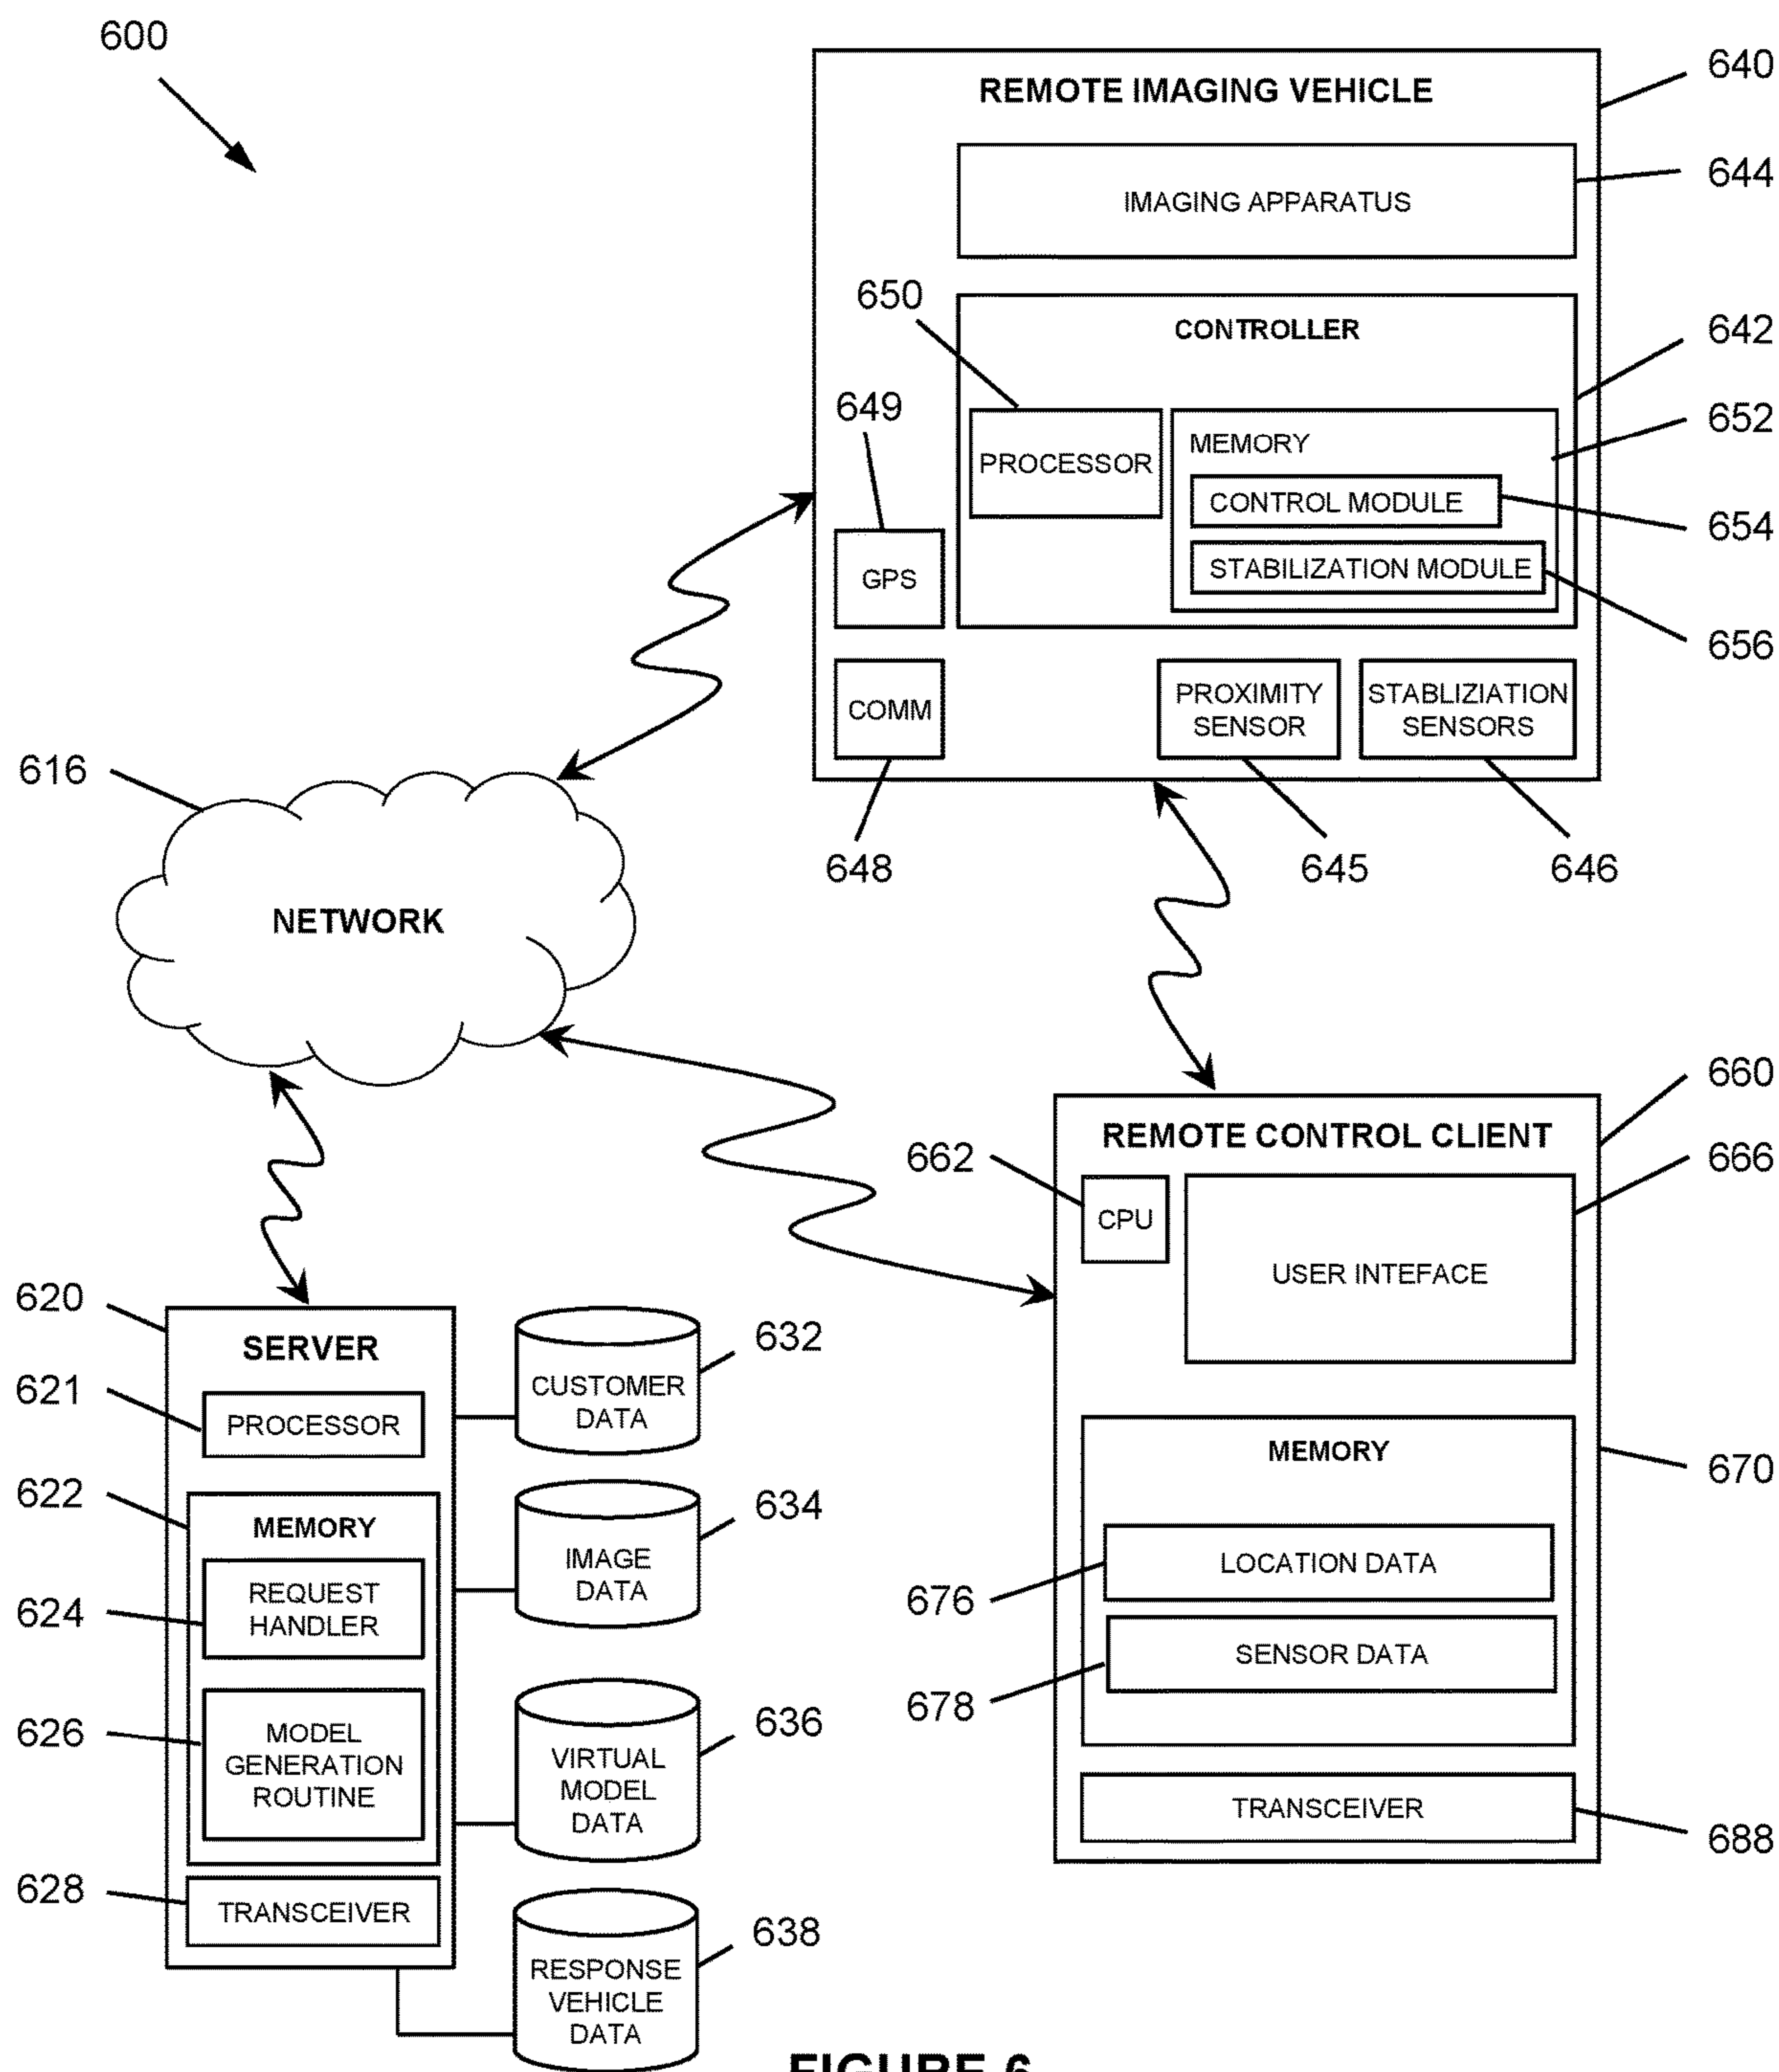 600
REMOTE IMAGING VEHICLE
640
IMAGING APPARATUS
644
650
CONTROLLER
642
649
PROCESSOR
MEMORY
652
CONTROL MODULE
654
GPS
STABILIZATION MODULE
656
COMM
PROXIMITY
SENSOR
STABLIZIATION
SENSORS
616
648
645
646
NETWORK
660
REMOTE CONTROL CLIENT
662
666
CPU
USER INTEFACE
620
SERVER
632
621
PROCESSOR
CUSTOMER
DATA
MEMORY
670
622
MEMORY
634
IMAGE
DATA
LOCATION DATA
676
624
REQUEST
HANDLER
SENSOR DATA
678
626
MODEL
GENERATION
ROUTINE
636
VIRTUAL
MODEL
DATA
TRANSCEIVER
688
628
TRANSCEIVER
638
RESPONSE
VEHICLE
DATA
FIGURE 6